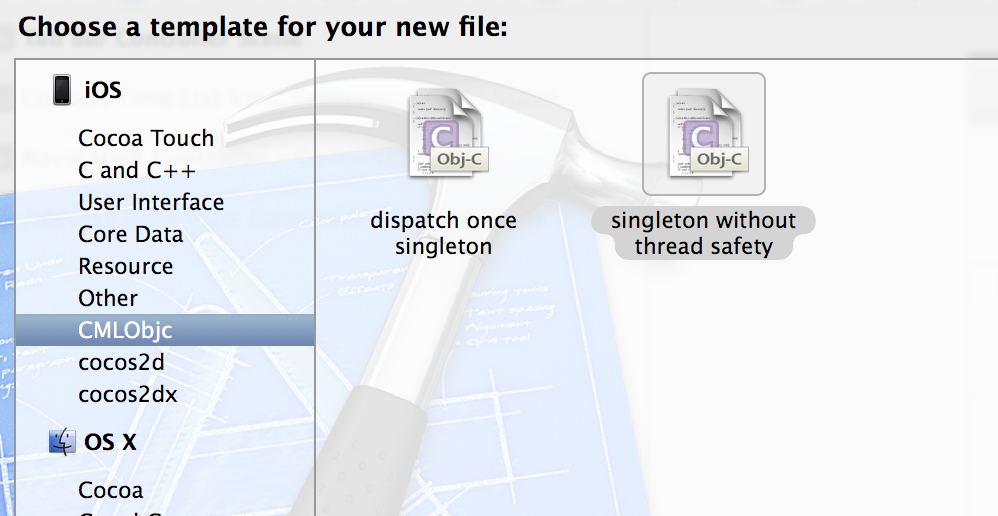 Choose a template for your new file:
iOS
Cocoa Touch
C and C++
User Interface
Core Data
Resource
Other
CMLObjc
cocos2d
cocos2dx
OS X
Cocoa
Obj-C
dispatch once
singleton
Obj-C
singleton without
thread safety